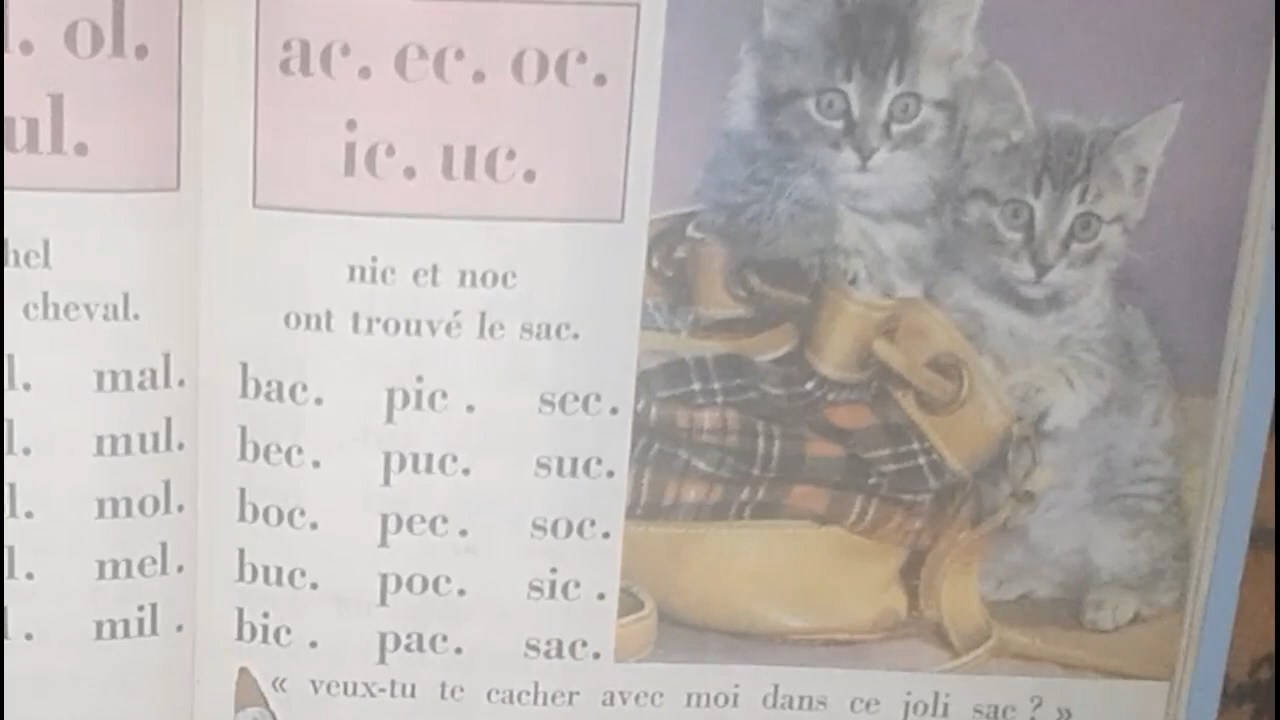 ol.
ul.
cheval.
mal.
mul.
mol.
mel.
mil .
ac. ec. oc.
ic. uc.
nic et noc
ont trouvé le sac.
bac. pic . sec.
bec. puc. suc.
boc. pec . soc.
buc. poc. sic .
bic . pac. sac.
« veux-tu te cacher avec moi dans ce joli sac ? »